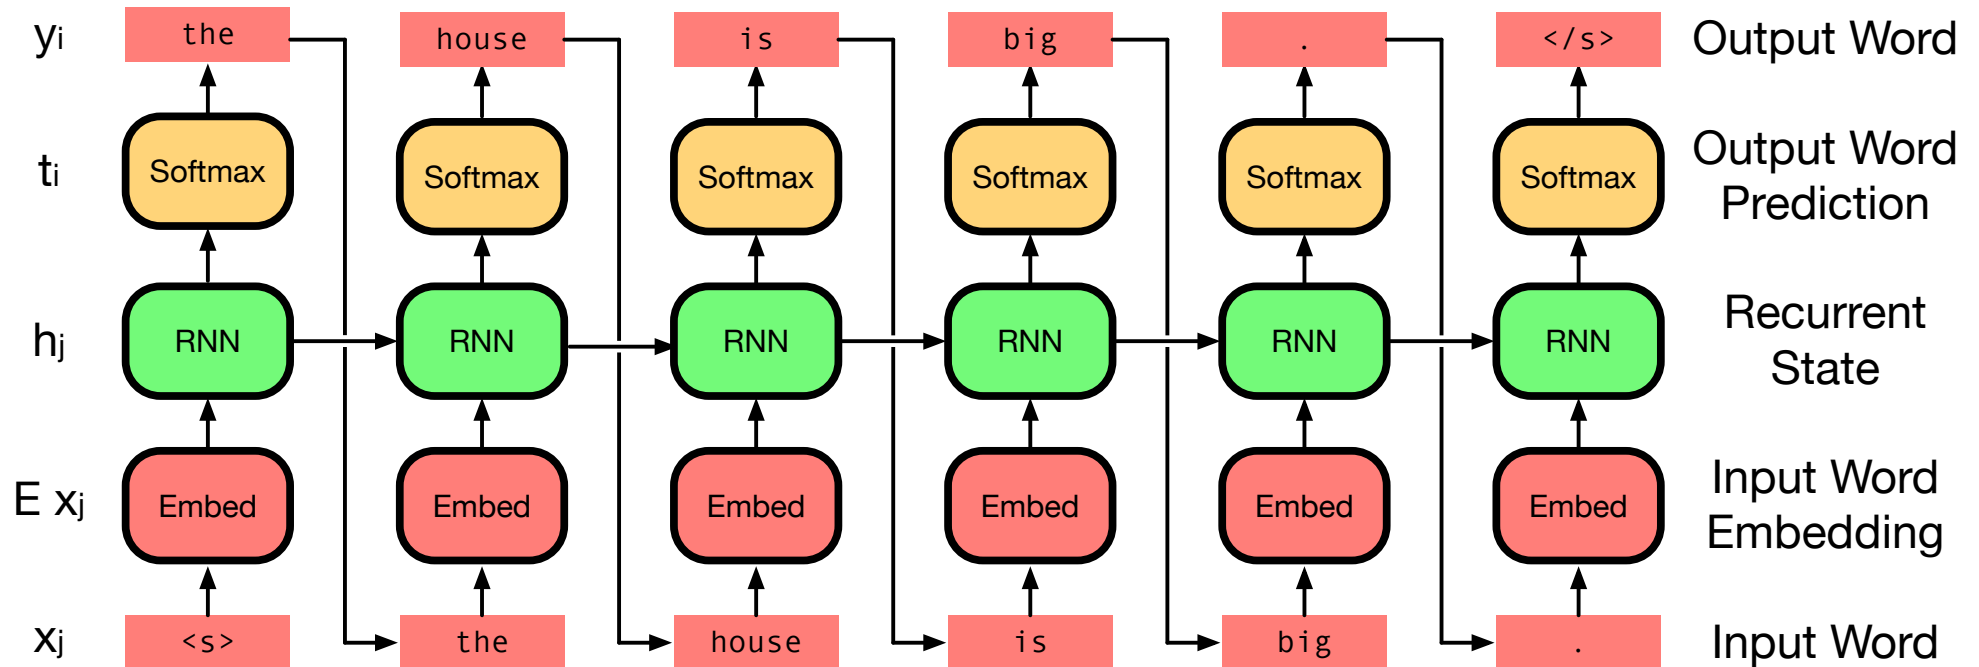 yi the house is big . </s> Output Word
ti Softmax Softmax Softmax Softmax Softmax Softmax Output Word
Prediction
hj RNN RNN RNN RNN RNN RNN Recurrent
State
E xj Embed Embed Embed Embed Embed Embed Input Word
Embedding
xj <s> the house is big . Input Word